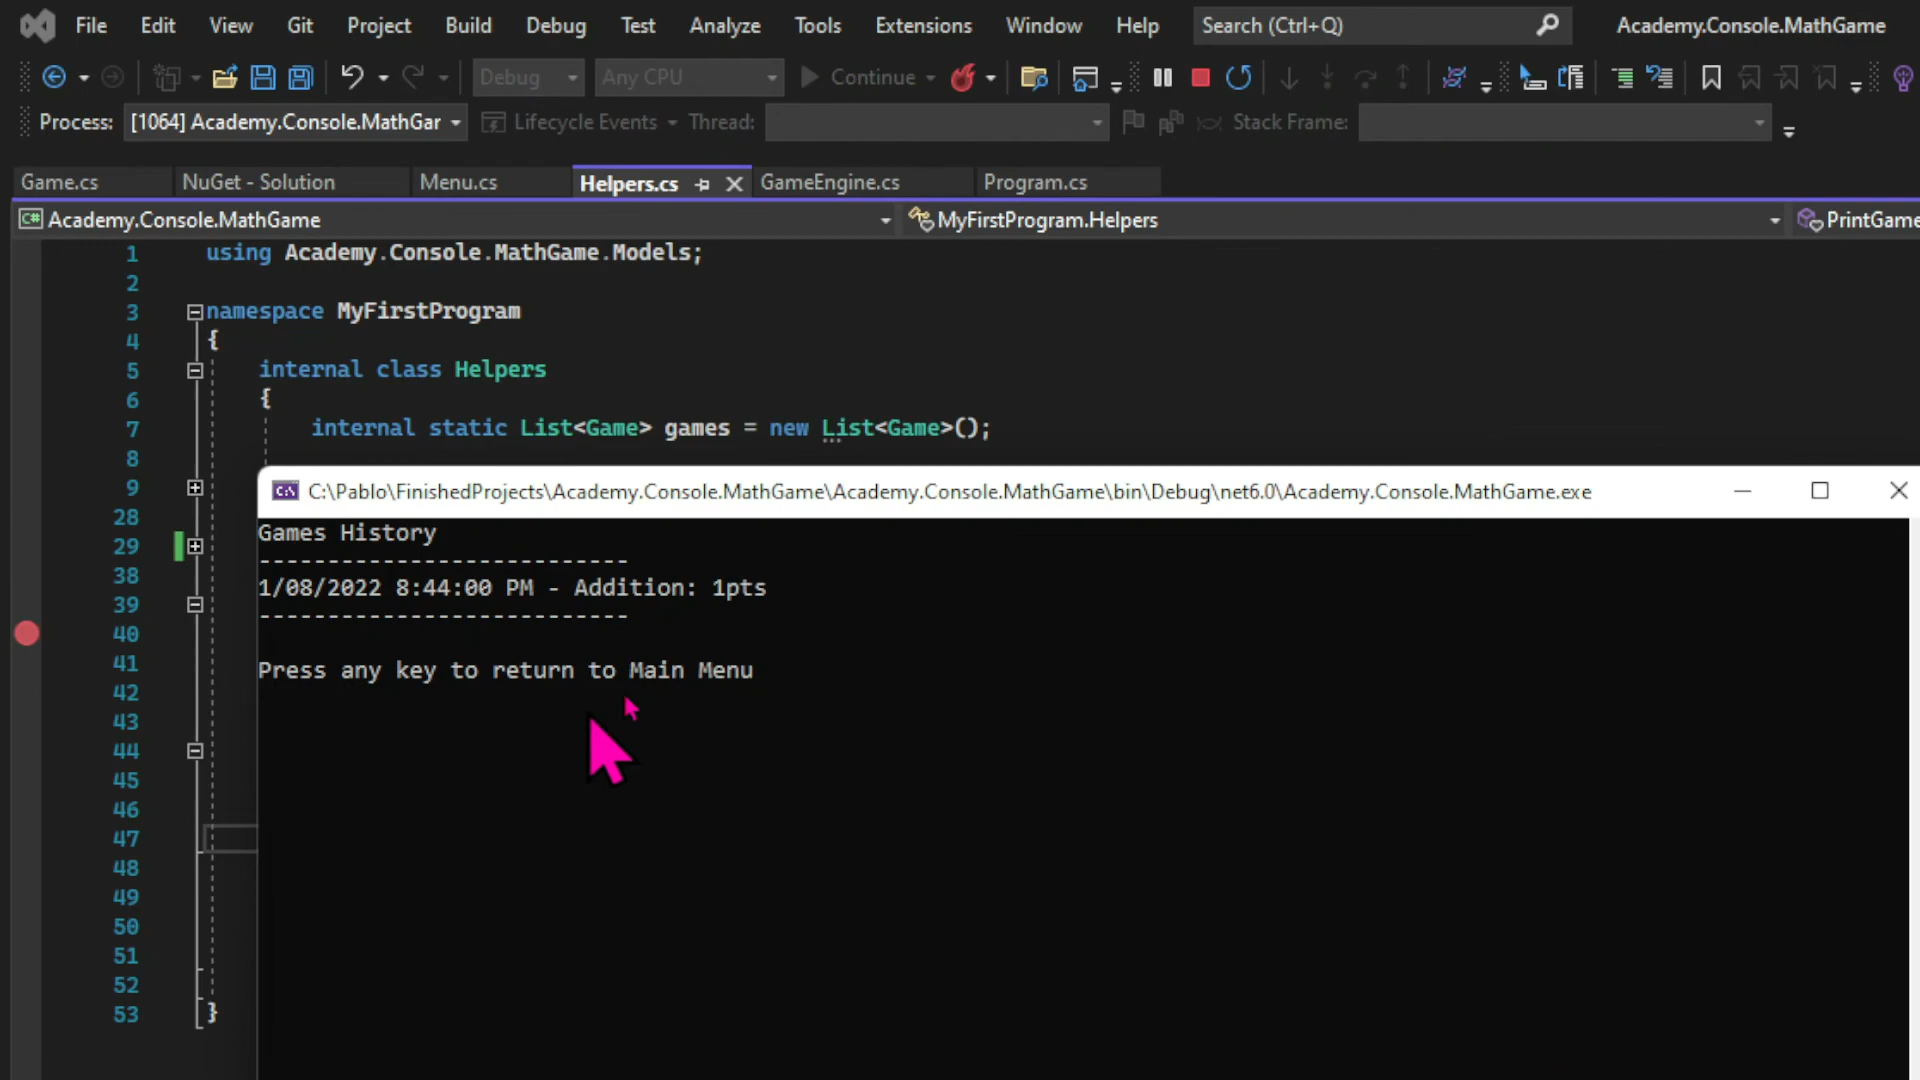 File Edit View Git Project Build Debug Test Analyze Tools Extensions Window Help Search (Ctrl+Q) Academy.Console.MathGame
Debug Any CPU Continue
Process: [1064] Academy.Console.MathGar Lifecycle Events Thread: Stack Frame:
Game.cs NuGet - Solution Menu.cs Helpers.cs GameEngine.cs Program.cs
C# Academy.Console.MathGame MyFirstProgram.Helpers PrintGame
1 using Academy.Console.MathGame.Models;
2
3 namespace MyFirstProgram
4 {
5 internal class Helpers
6 {
7 internal static List<Game> games = new List<Game>();
8
9
C:\Pablo\FinishedProjects\Academy.Console.MathGame\Academy.Console.MathGame\bin\Debug\net6.0\Academy.Console.MathGame.exe
28 Games History
29
---------------------------
38 1/08/2022 8:44:00 PM - Addition: 1pts
39 ---------------------------
40
41 Press any key to return to Main Menu
42
43
44
45
46
47
48
49
50
51
52
53 }